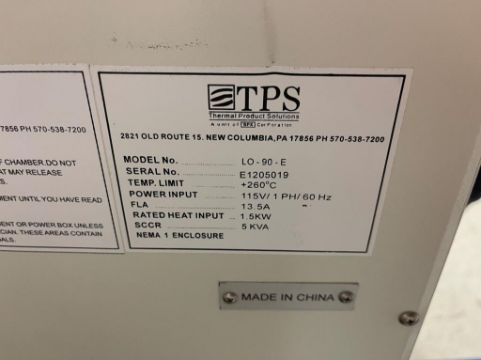 TPS
Thermal Product Solutions
A unit of SPX Corporation
2821 OLD ROUTE 15. NEW COLUMBIA,PA 17856 PH 570-538-7200
MODEL No. LO-90-E
SERIAL No. E1205019
TEMP. LIMIT +260°C
POWER INPUT 115V/ 1 PH/ 60 Hz
FLA 13.5A
RATED HEAT INPUT 1.5KW
SCCR 5 KVA
NEMA 1 ENCLOSURE
7856 PH 570-538-7200
F CHAMBER.DO NOT
AT MAY RELEASE
MENT UNTIL YOU HAVE READ
MENT OR POWER BOX UNLESS
CIAN. THESE AREAS CONTAIN
ALS.
MADE IN CHINA